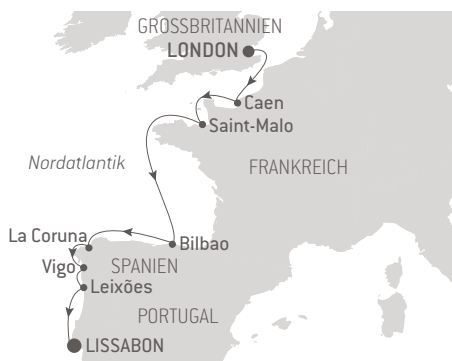 GROSSBRITANNIEN
LONDON
Caen
Saint-Malo
Nordatlantik
FRANKREICH
La Coruna
Bilbao
Vigo
SPANIEN
Leixões
PORTUGAL
LISSABON